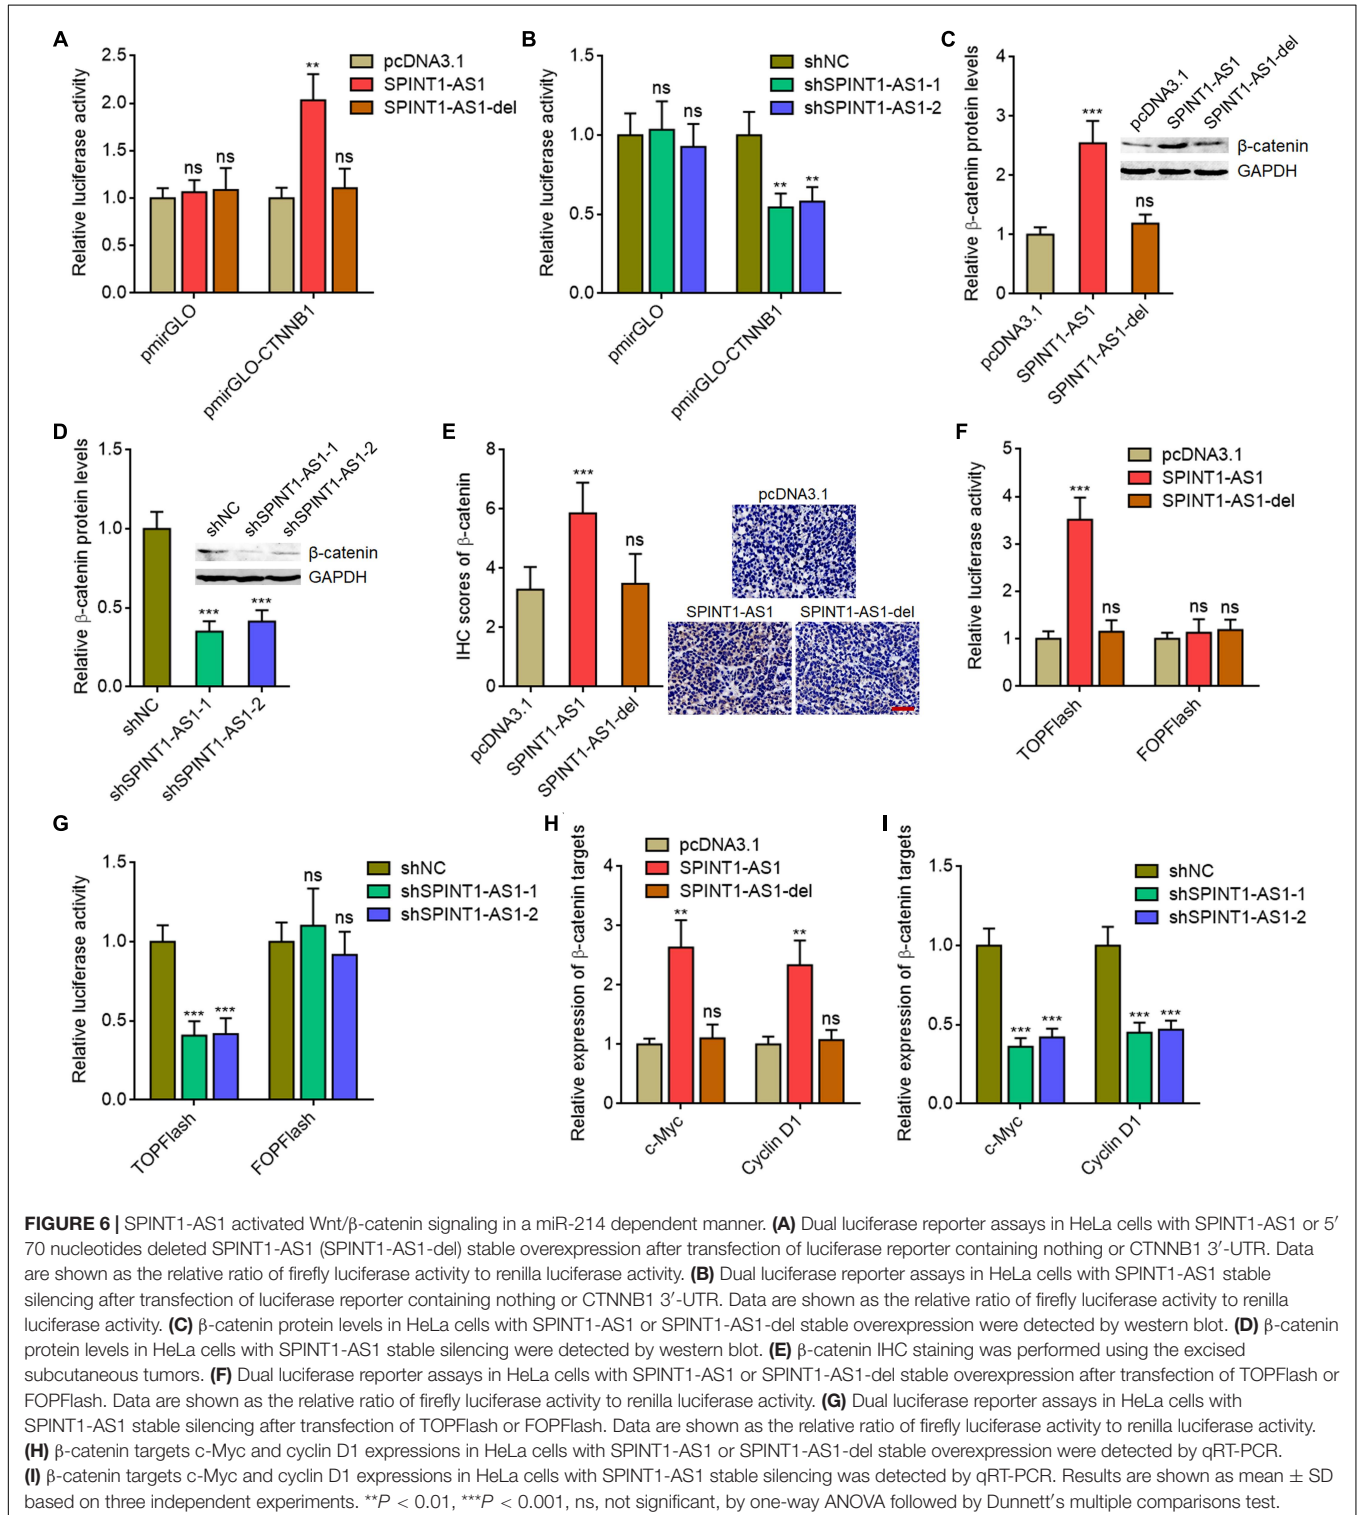 A
Relative luciferase activity
2.5
2.0
1.5
1.0
0.5
0.0
pcDNA3.1
SPINT1-AS1
SPINT1-AS1-del
ns ns
**
ns
pmirGLO
pmirGLO-CTNNB1
B
Relative luciferase activity
1.5
1.0
0.5
0.0
shNC
shSPINT1-AS1-1
shSPINT1-AS1-2
ns ns
** **
pmirGLO
pmirGLO-CTNNB1
C
Relative β-catenin protein levels
4
3
2
1
0
***
ns
pcDNA3.1
SPINT1-AS1
SPINT1-AS1-del
β-catenin
GAPDH
pcDNA3.1
SPINT1-AS1
SPINT1-AS1-del
D
Relative β-catenin protein levels
1.5
1.0
0.5
0.0
shNC
shSPINT1-AS1-1
shSPINT1-AS1-2
β-catenin
GAPDH
*** ***
shNC
shSPINT1-AS1-1
shSPINT1-AS1-2
E
IHC scores of β-catenin
8
6
4
2
0
***
ns
pcDNA3.1
SPINT1-AS1
SPINT1-AS1-del
pcDNA3.1
SPINT1-AS1 SPINT1-AS1-del
F
Relative luciferase activity
5
4
3
2
1
0
pcDNA3.1
SPINT1-AS1
SPINT1-AS1-del
***
ns
ns ns
TOPFlash
FOPFlash
G
Relative luciferase activity
1.5
1.0
0.5
0.0
shNC
shSPINT1-AS1-1
shSPINT1-AS1-2
*** ***
ns
ns
TOPFlash
FOPFlash
H
Relative expression of β-catenin targets
4
3
2
1
0
pcDNA3.1
SPINT1-AS1
SPINT1-AS1-del
**
ns
**
ns
c-Myc
Cyclin D1
I
Relative expression of β-catenin targets
1.5
1.0
0.5
0.0
shNC
shSPINT1-AS1-1
shSPINT1-AS1-2
*** ***
*** ***
c-Myc
Cyclin D1
FIGURE 6 | SPINT1-AS1 activated Wnt/β-catenin signaling in a miR-214 dependent manner. (A) Dual luciferase reporter assays in HeLa cells with SPINT1-AS1 or 5′
70 nucleotides deleted SPINT1-AS1 (SPINT1-AS1-del) stable overexpression after transfection of luciferase reporter containing nothing or CTNNB1 3′-UTR. Data
are shown as the relative ratio of firefly luciferase activity to renilla luciferase activity. (B) Dual luciferase reporter assays in HeLa cells with SPINT1-AS1 stable
silencing after transfection of luciferase reporter containing nothing or CTNNB1 3′-UTR. Data are shown as the relative ratio of firefly luciferase activity to renilla
luciferase activity. (C) β-catenin protein levels in HeLa cells with SPINT1-AS1 or SPINT1-AS1-del stable overexpression were detected by western blot. (D) β-catenin
protein levels in HeLa cells with SPINT1-AS1 stable silencing were detected by western blot. (E) β-catenin IHC staining was performed using the excised
subcutaneous tumors. (F) Dual luciferase reporter assays in HeLa cells with SPINT1-AS1 or SPINT1-AS1-del stable overexpression after transfection of TOPFlash or
FOPFlash. Data are shown as the relative ratio of firefly luciferase activity to renilla luciferase activity. (G) Dual luciferase reporter assays in HeLa cells with
SPINT1-AS1 stable silencing after transfection of TOPFlash or FOPFlash. Data are shown as the relative ratio of firefly luciferase activity to renilla luciferase activity.
(H) β-catenin targets c-Myc and cyclin D1 expressions in HeLa cells with SPINT1-AS1 or SPINT1-AS1-del stable overexpression were detected by qRT-PCR.
(I) β-catenin targets c-Myc and cyclin D1 expressions in HeLa cells with SPINT1-AS1 stable silencing was detected by qRT-PCR. Results are shown as mean ± SD
based on three independent experiments. **P < 0.01, ***P < 0.001, ns, not significant, by one-way ANOVA followed by Dunnett′s multiple comparisons test.